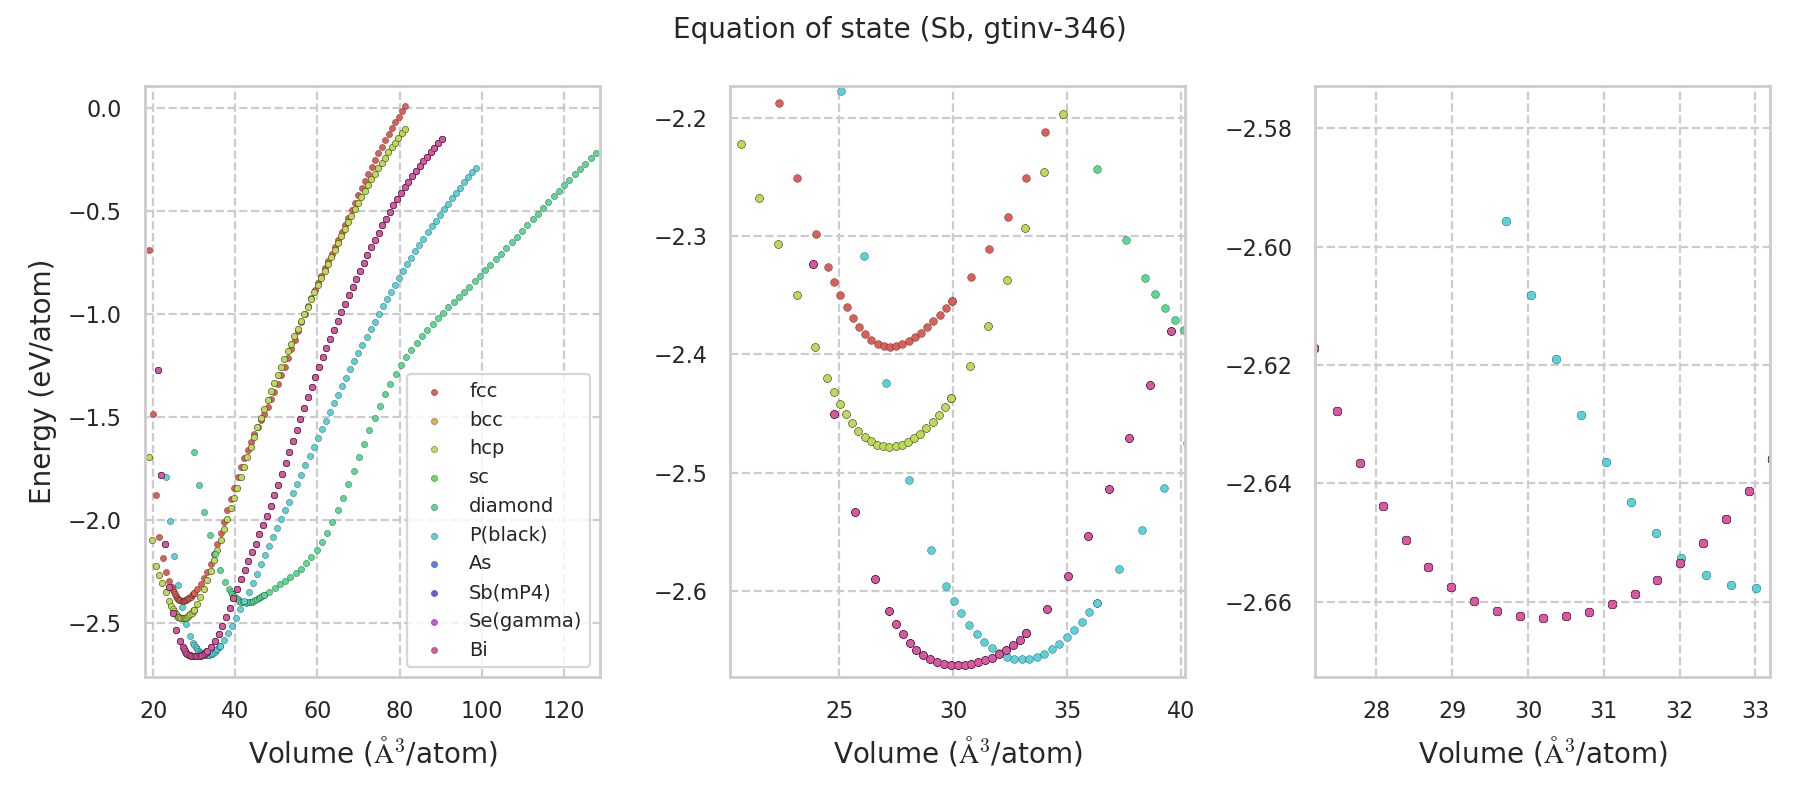 Equation of state (Sb, gtinv-346)
Energy (eV/atom)
0.0
−0.5
−1.0
−1.5
−2.0
−2.5
20 40 60 80 100 120
Volume (Å³/atom)
fcc
bcc
hcp
sc
diamond
P(black)
As
Sb(mP4)
Se(gamma)
Bi
−2.2
−2.3
−2.4
−2.5
−2.6
25 30 35 40
Volume (Å³/atom)
−2.58
−2.60
−2.62
−2.64
−2.66
28 29 30 31 32 33
Volume (Å³/atom)